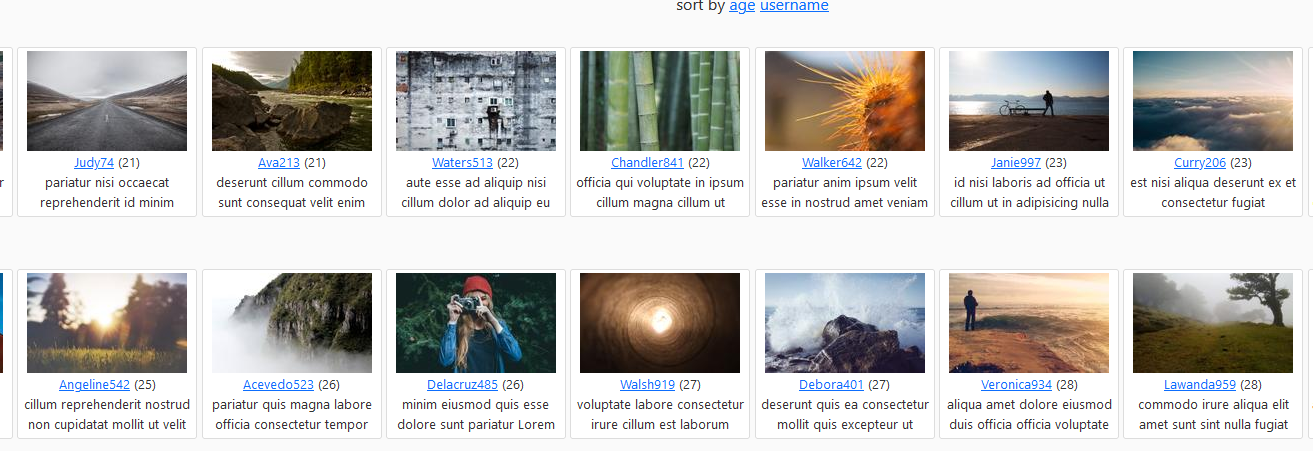 sort by age username
Judy74 (21)
pariatur nisi occaecat
reprehenderit id minim
Ava213 (21)
deserunt cillum commodo
sunt consequat velit enim
Waters513 (22)
aute esse ad aliquip nisi
cillum dolor ad aliquip eu
Chandler841 (22)
officia qui voluptate in ipsum
cillum magna cillum ut
Walker642 (22)
pariatur anim ipsum velit
esse in nostrud amet veniam
Janie997 (23)
id nisi laboris ad officia ut
cillum ut in adipisicing nulla
Curry206 (23)
est nisi aliqua deserunt ex et
consectetur fugiat
Angeline542 (25)
cillum reprehenderit nostrud
non cupidatat mollit ut velit
Acevedo523 (26)
pariatur quis magna labore
officia consectetur tempor
Delacruz485 (26)
minim eiusmod quis esse
dolore sunt pariatur Lorem
Walsh919 (27)
voluptate labore consectetur
irure cillum est laborum
Debora401 (27)
deserunt quis ea consectetur
mollit quis excepteur ut
Veronica934 (28)
aliqua amet dolore eiusmod
duis officia officia voluptate
Lawanda959 (28)
commodo irure aliqua elit
amet sunt sint nulla fugiat